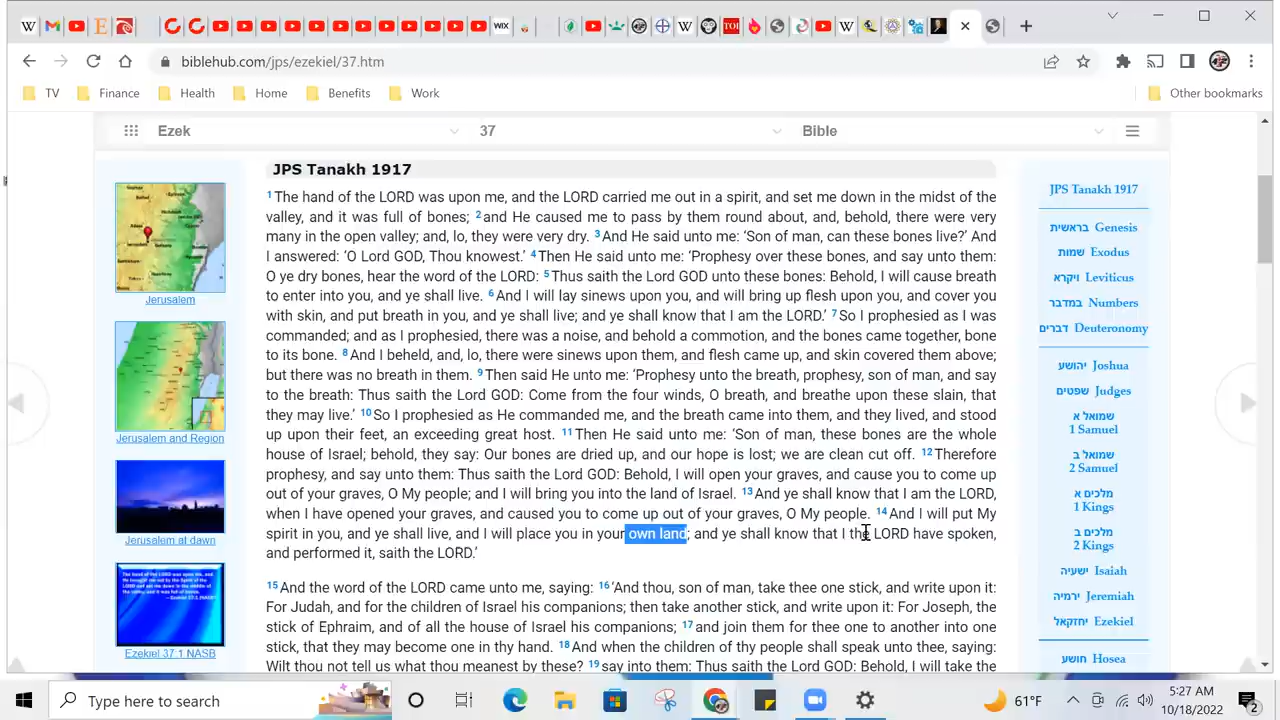 W
TOI
WIX
biblehub.com/jps/ezekiel/37.htm
TV Finance Health Home Benefits Work Other bookmarks
Ezek 37 Bible
JPS Tanakh 1917
1 The hand of the LORD was upon me, and the LORD carried me out in a spirit, and set me down in the midst of the
valley, and it was full of bones; 2 and He caused me to pass by them round about, and, behold, there were very
many in the open valley; and, lo, they were very dry. 3 And He said unto me: ‘Son of man, can these bones live?’ And
I answered: ‘O Lord GOD, Thou knowest.’ 4 Then He said unto me: ‘Prophesy over these bones, and say unto them:
O ye dry bones, hear the word of the LORD: 5 Thus saith the Lord GOD unto these bones: Behold, I will cause breath
to enter into you, and ye shall live. 6 And I will lay sinews upon you, and will bring up flesh upon you, and cover you
with skin, and put breath in you, and ye shall live; and ye shall know that I am the LORD.’ 7 So I prophesied as I was
commanded; and as I prophesied, there was a noise, and behold a commotion, and the bones came together, bone
to its bone. 8 And I beheld, and, lo, there were sinews upon them, and flesh came up, and skin covered them above;
but there was no breath in them. 9 Then said He unto me: ‘Prophesy unto the breath, prophesy, son of man, and say
to the breath: Thus saith the Lord GOD: Come from the four winds, O breath, and breathe upon these slain, that
they may live.’ 10 So I prophesied as He commanded me, and the breath came into them, and they lived, and stood
up upon their feet, an exceeding great host. 11 Then He said unto me: ‘Son of man, these bones are the whole
house of Israel; behold, they say: Our bones are dried up, and our hope is lost; we are clean cut off. 12 Therefore
prophesy, and say unto them: Thus saith the Lord GOD: Behold, I will open your graves, and cause you to come up
out of your graves, O My people; and I will bring you into the land of Israel. 13 And ye shall know that I am the LORD,
when I have opened your graves, and caused you to come up out of your graves, O My people. 14 And I will put My
spirit in you, and ye shall live, and I will place you in your own land; and ye shall know that I the LORD have spoken,
and performed it, saith the LORD.’
15 And the word of the LORD came unto me, saying: 16 ‘And thou, son of man, take thee one stick, and write upon it:
For Judah, and for the children of Israel his companions; then take another stick, and write upon it: For Joseph, the
stick of Ephraim, and of all the house of Israel his companions; 17 and join them for thee one to another into one
stick, that they may become one in thy hand. 18 And when the children of thy people shall speak unto thee, saying:
Wilt thou not tell us what thou meanest by these? 19 say into them: Thus saith the Lord GOD: Behold, I will take the
Jerusalem
Jerusalem and Region
Jerusalem at dawn
Ezekiel 37:1 NASB
JPS Tanakh 1917
בראשית Genesis
שמות Exodus
ויקרא Leviticus
במדבר Numbers
דברים Deuteronomy
יהושע Joshua
שפטים Judges
שמואל א
1 Samuel
שמואל ב
2 Samuel
מלכים א
1 Kings
מלכים ב
2 Kings
ישעיה Isaiah
ירמיה Jeremiah
יחזקאל Ezekiel
הושע Hosea
Type here to search
61°F
5:27 AM
10/18/2022
2